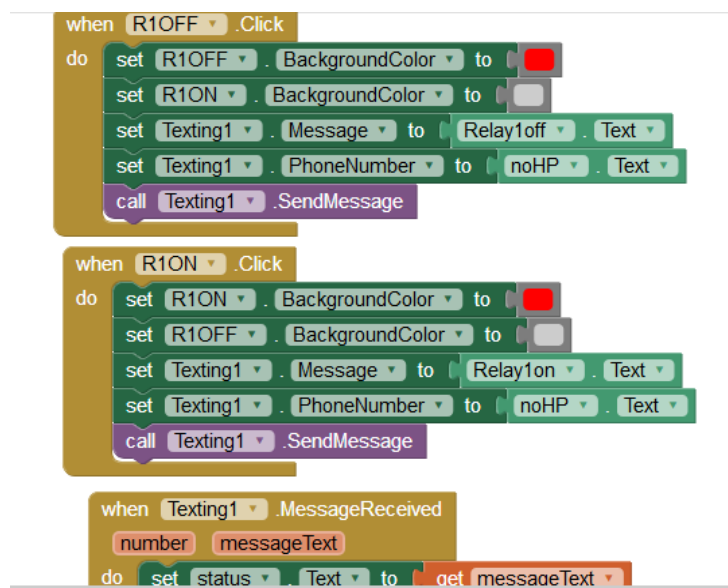 when R1OFF .Click
do set R1OFF . BackgroundColor to
set R1ON . BackgroundColor to
set Texting1 . Message to Relay1off . Text
set Texting1 . PhoneNumber to noHP . Text
call Texting1 .SendMessage
when R1ON .Click
do set R1ON . BackgroundColor to
set R1OFF . BackgroundColor to
set Texting1 . Message to Relay1on . Text
set Texting1 . PhoneNumber to noHP . Text
call Texting1 .SendMessage
when Texting1 .MessageReceived
number messageText
do set status . Text to get messageText